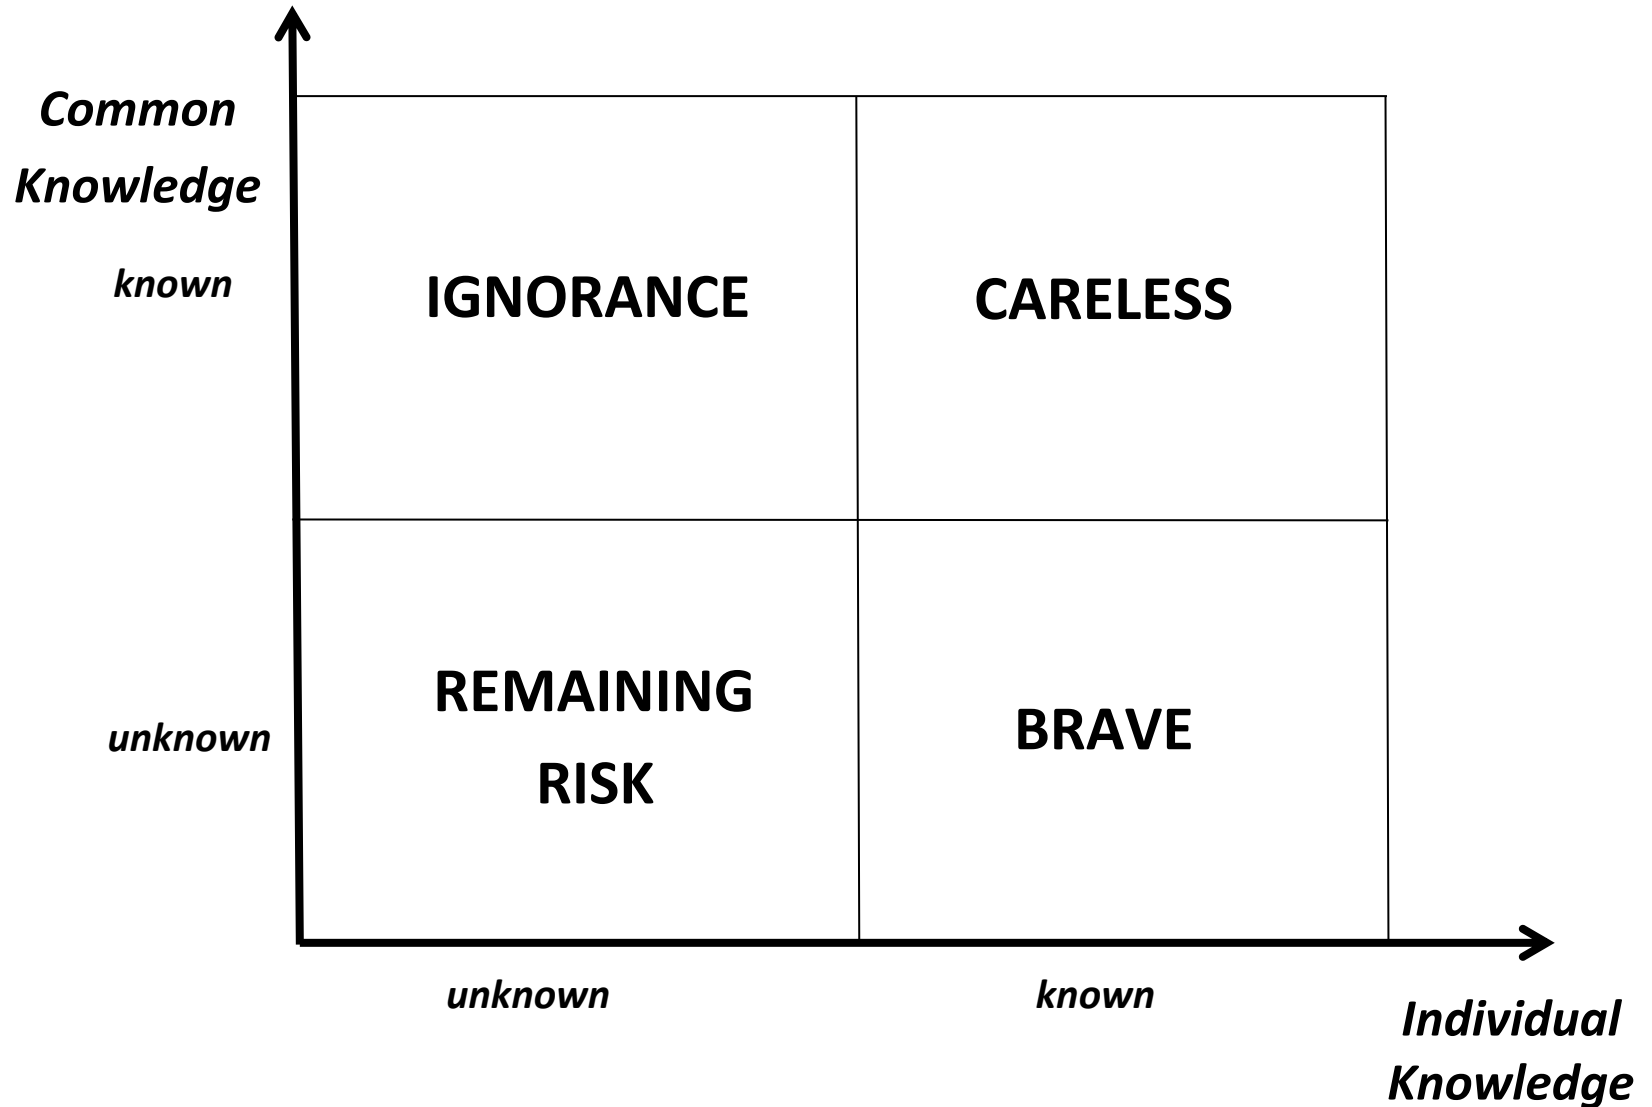 Common
Knowledge
known
IGNORANCE
CARELESS
unknown
REMAINING
RISK
BRAVE
unknown
known
Individual
Knowledge